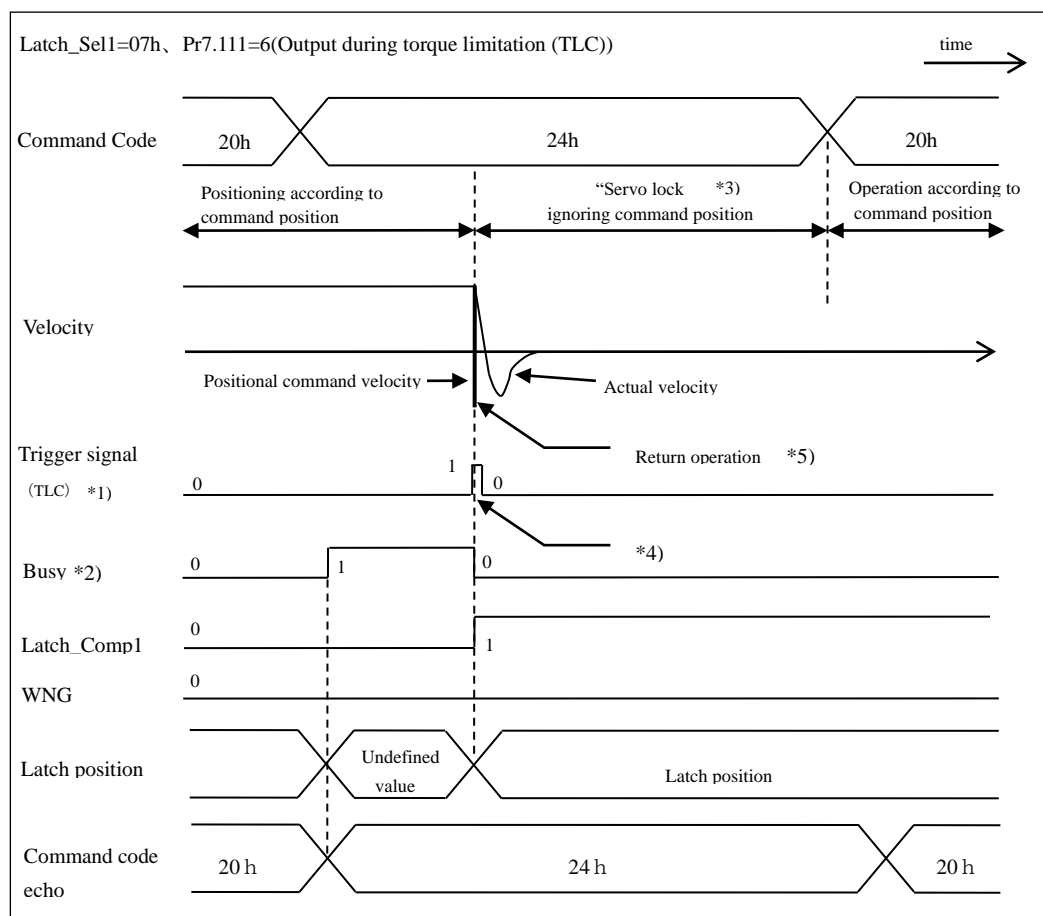 Latch_Sel1=07h、Pr7.111=6(Output during torque limitation (TLC))
time
Command Code
20h
24h
20h
Positioning according to
command position
“Servo lock *3)
ignoring command position
Operation according to
command position
Velocity
Positional command velocity
Actual velocity
Return operation *5)
Trigger signal
（TLC） *1)
0
1
0
*4)
Busy *2)
0
1
0
Latch_Comp1
0
1
WNG
0
Latch position
Undefined
value
Latch position
Command code
echo
20ｈ
24ｈ
20ｈ